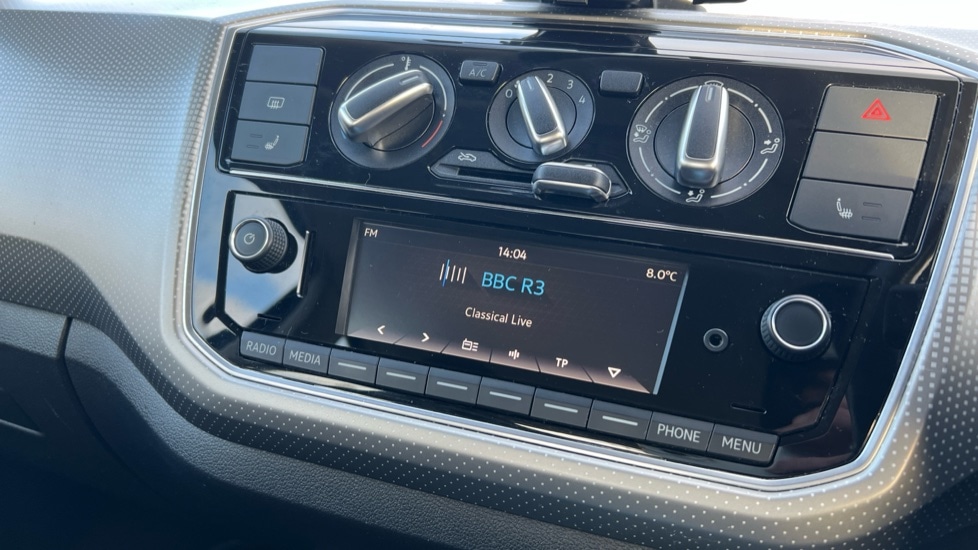 A/C
0 1 2 3 4
FM
14:04
8.0°C
BBC R3
Classical Live
TP
RADIO
MEDIA
PHONE
MENU